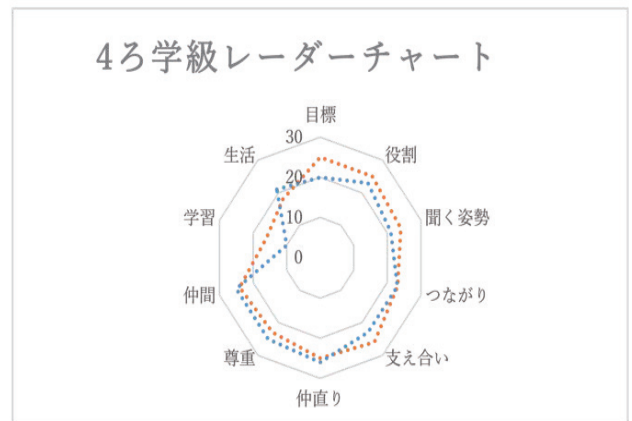 4ろ学級レーダーチャート
目標
役割
聞く姿勢
つながり
支え合い
仲直り
尊重
仲間
学習
生活
30
20
10
0